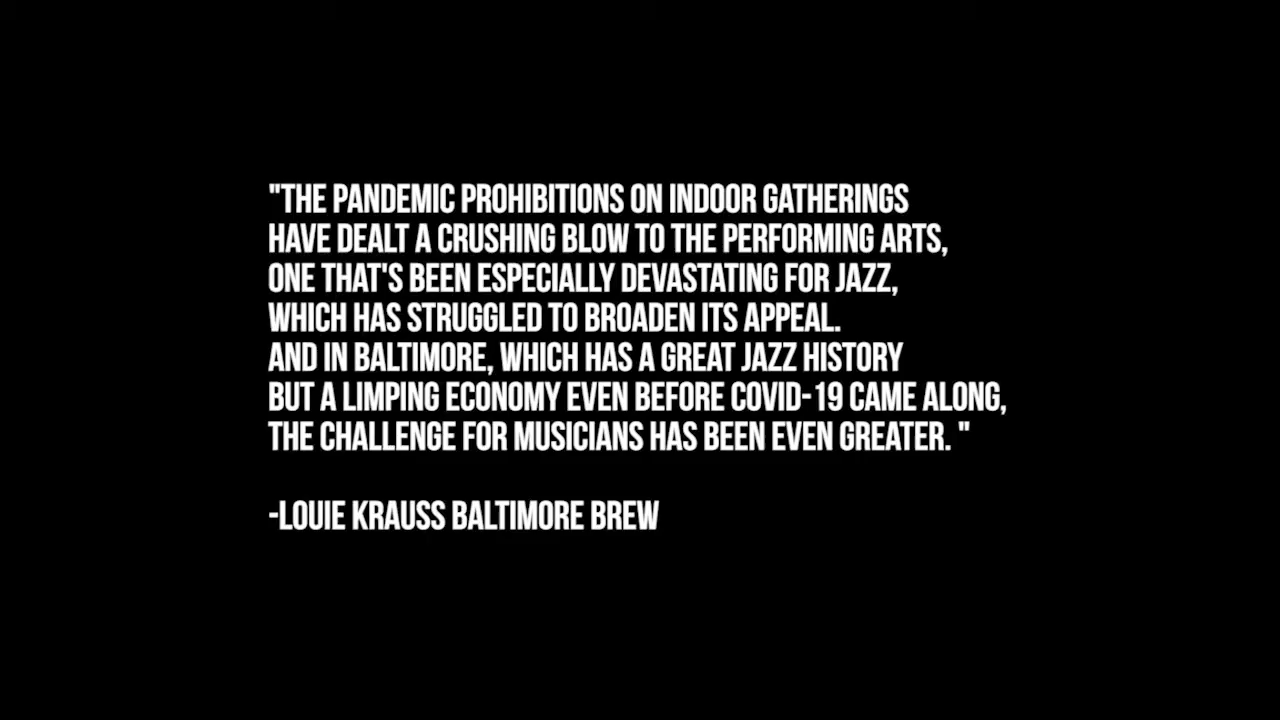 "THE PANDEMIC PROHIBITIONS ON INDOOR GATHERINGS
HAVE DEALT A CRUSHING BLOW TO THE PERFORMING ARTS,
ONE THAT'S BEEN ESPECIALLY DEVASTATING FOR JAZZ,
WHICH HAS STRUGGLED TO BROADEN ITS APPEAL.
AND IN BALTIMORE, WHICH HAS A GREAT JAZZ HISTORY
BUT A LIMPING ECONOMY EVEN BEFORE COVID-19 CAME ALONG,
THE CHALLENGE FOR MUSICIANS HAS BEEN EVEN GREATER. "
-LOUIE KRAUSS BALTIMORE BREW